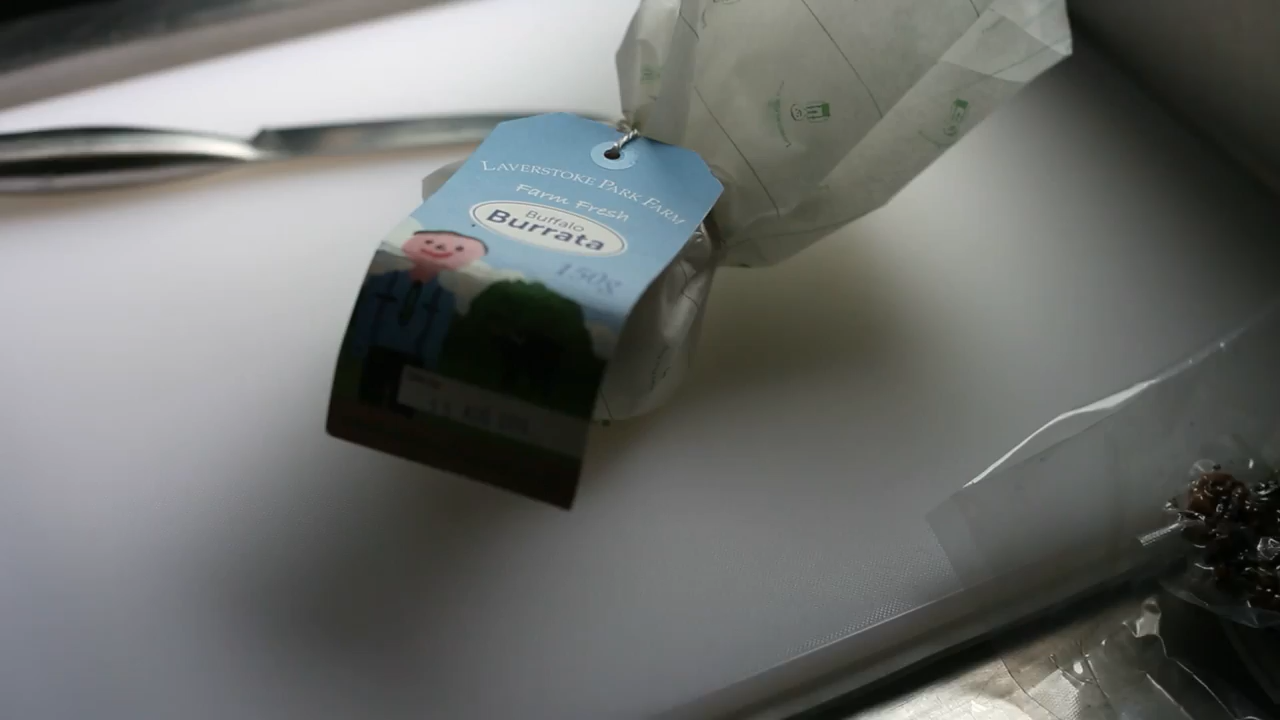 LAVERSTOKE PARK FARM
Farm Fresh
Buffalo
Burrata
150g